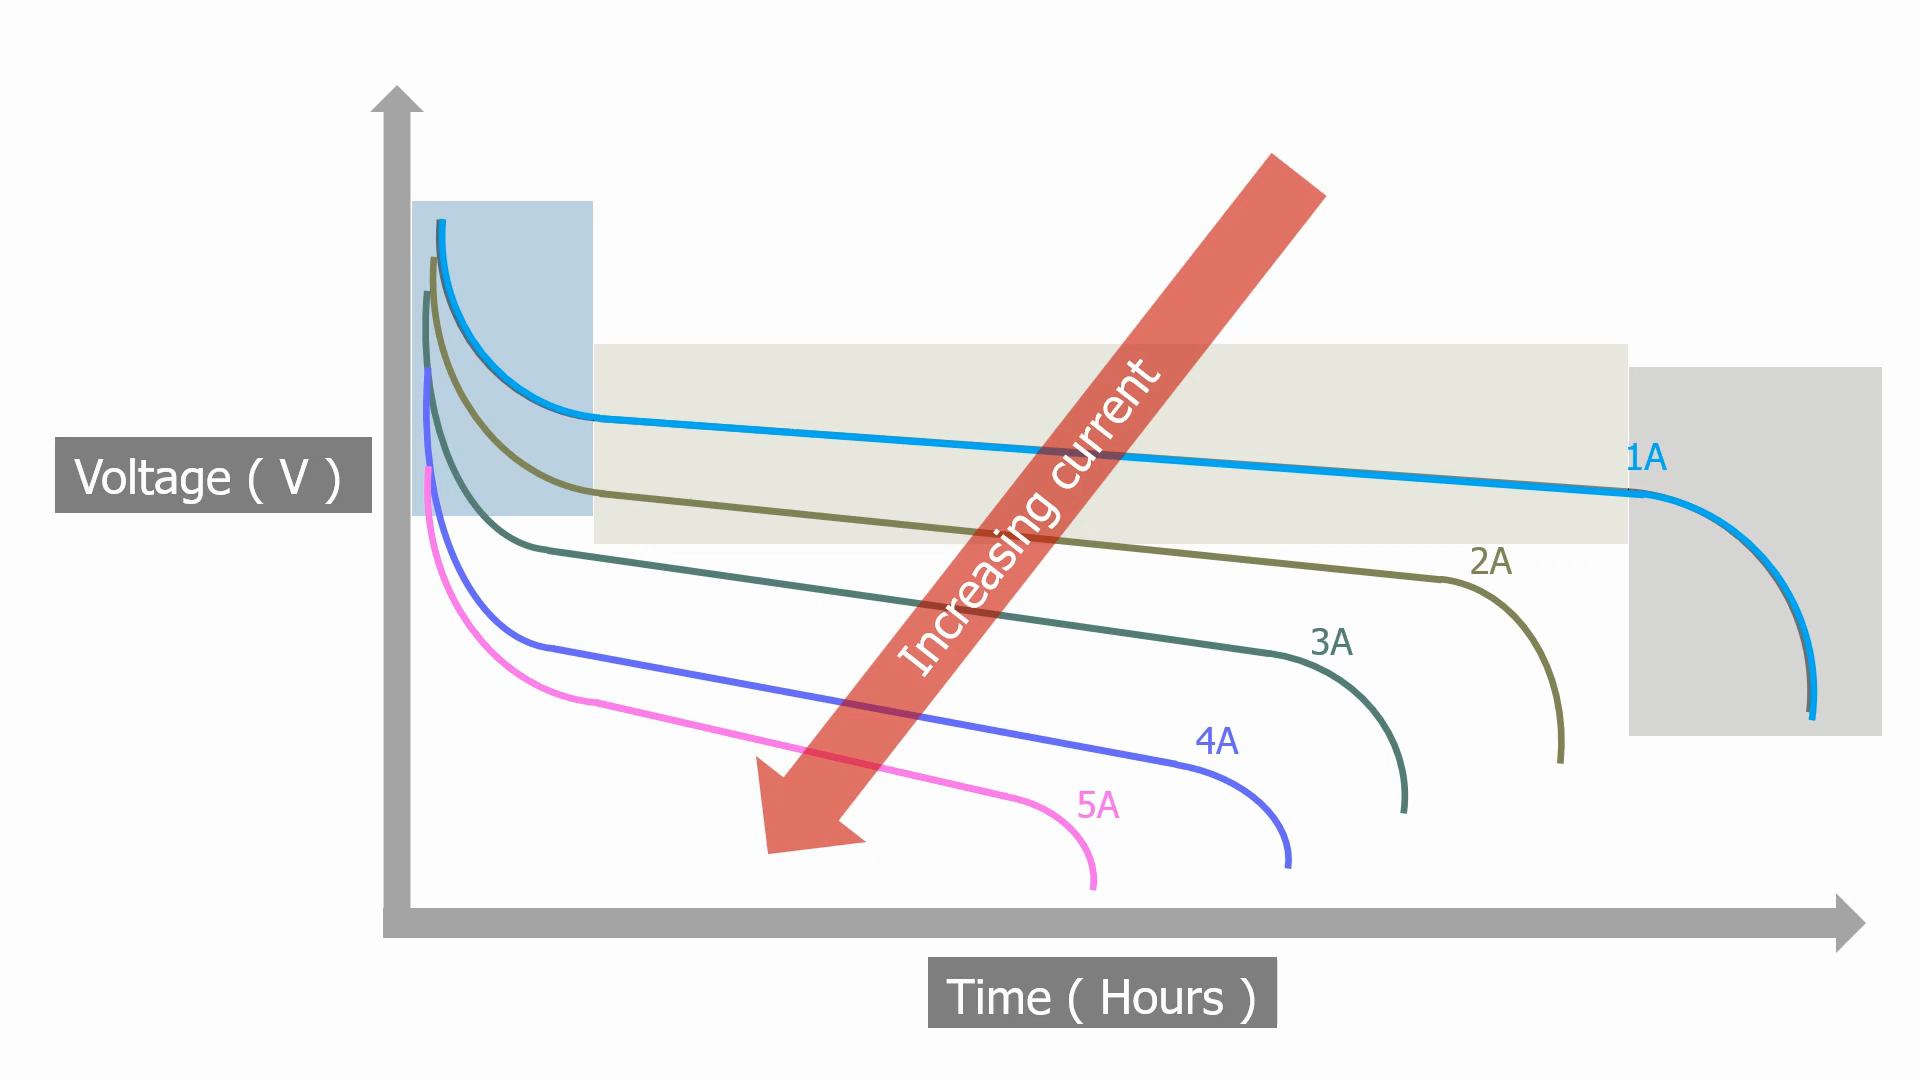 Increasing current
Voltage ( V )
1A
2A
3A
4A
5A
Time ( Hours )